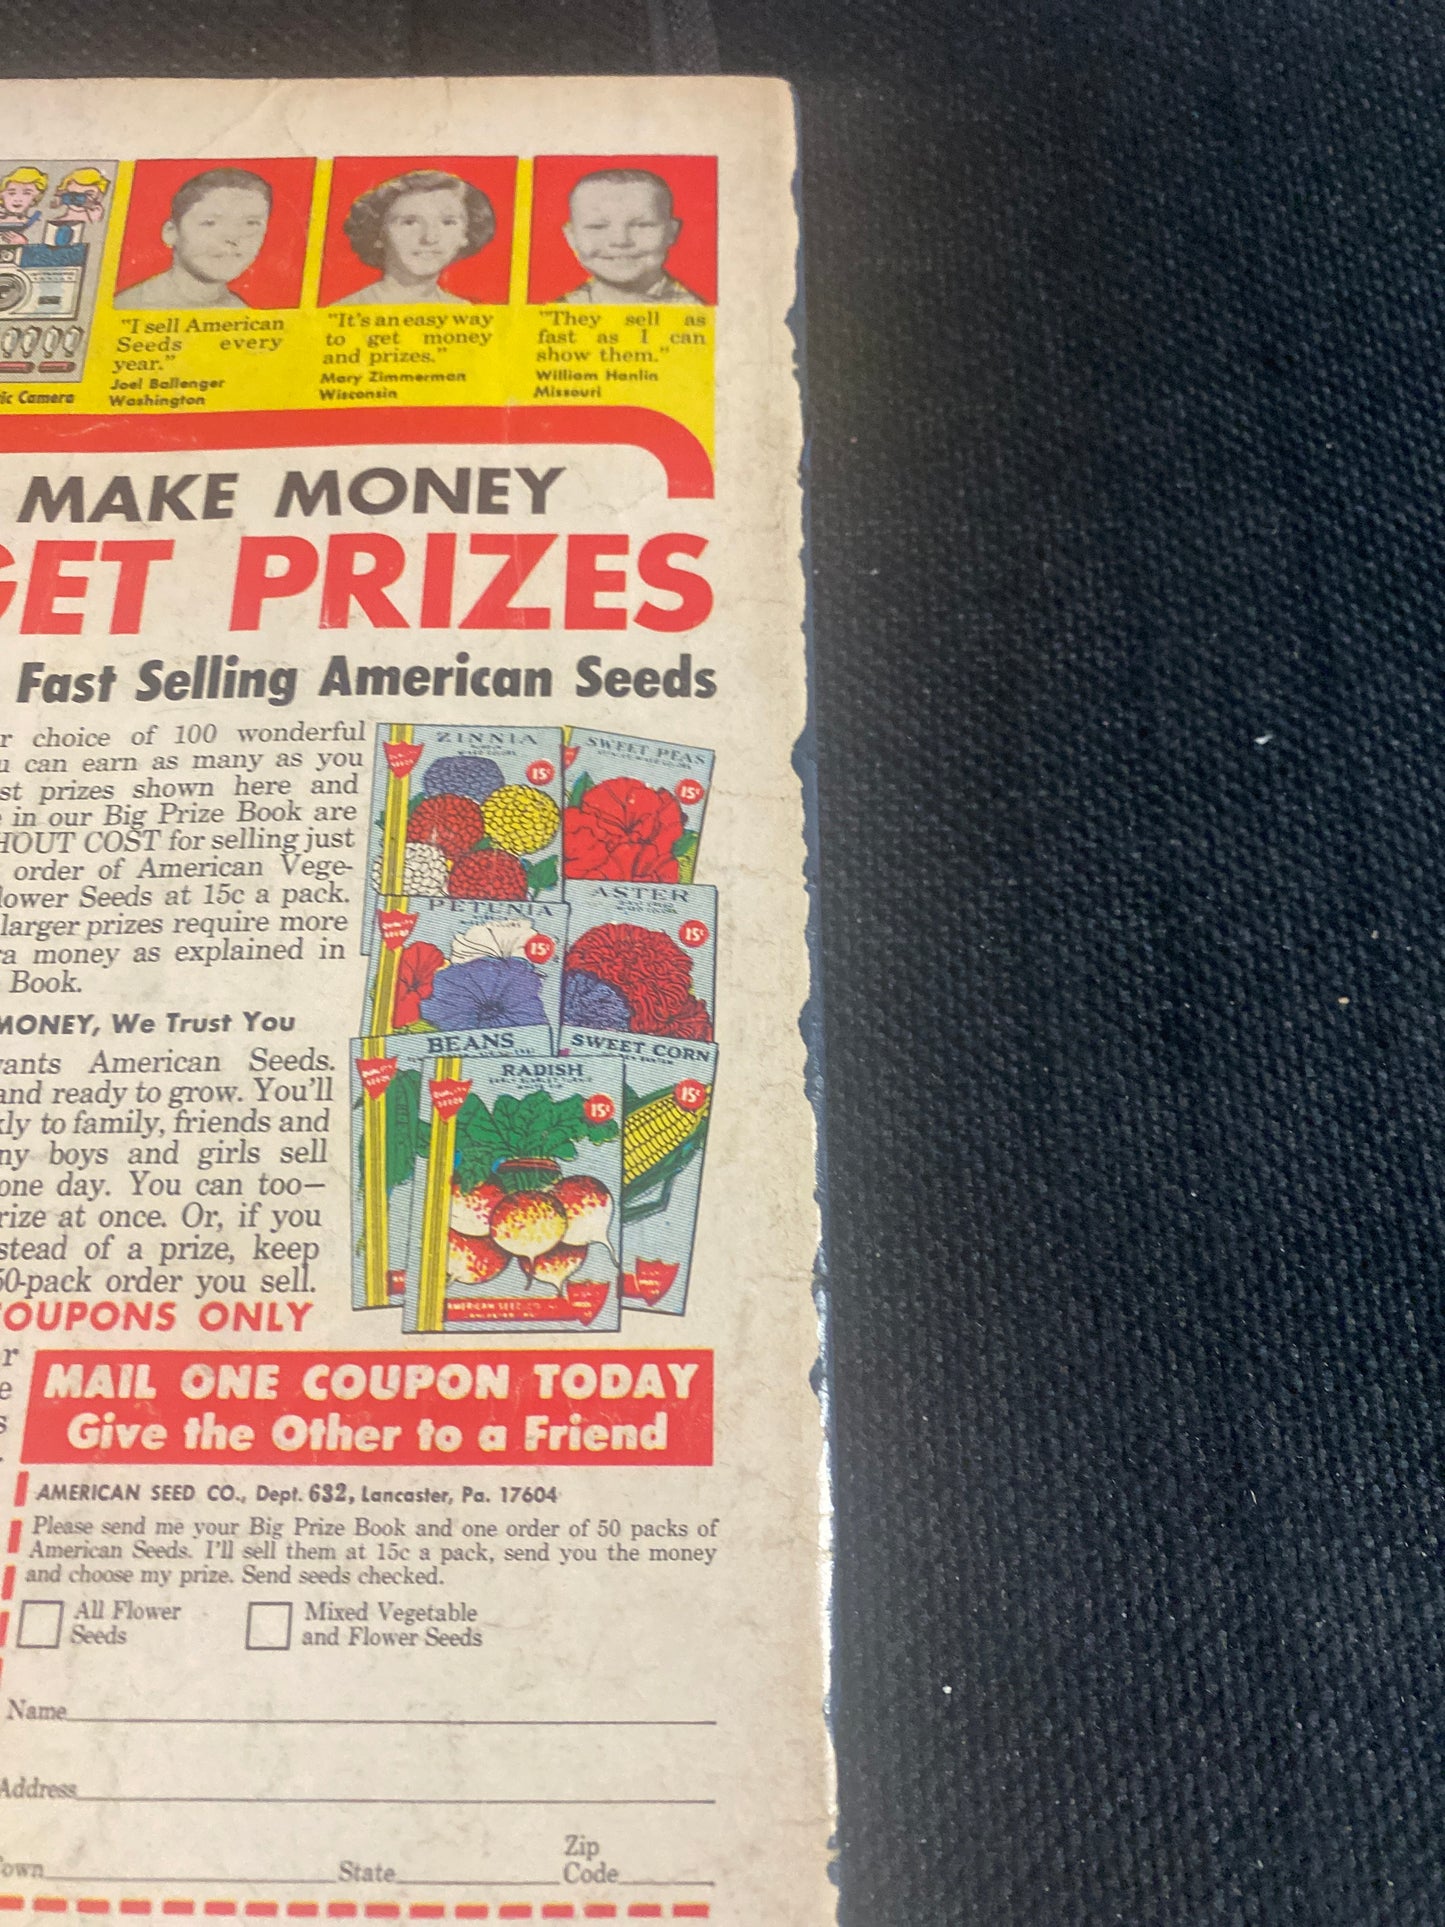 ic Camera
"I sell American
Seeds every
year."
Joel Ballenger
Washington
"It's an easy way
to get money
and prizes."
Mary Zimmerman
Wisconsin
"They sell as
fast as I can
show them."
William Hanlin
Missouri
MAKE MONEY
GET PRIZES
Fast Selling American Seeds
r choice of 100 wonderful
u can earn as many as you
st prizes shown here and
in our Big Prize Book are
HOUT COST for selling just
order of American Vege-
lower Seeds at 15c a pack.
larger prizes require more
ra money as explained in
Book.
MONEY, We Trust You
ants American Seeds.
and ready to grow. You'll
kly to family, friends and
ny boys and girls sell
one day. You can too—
rize at once. Or, if you
stead of a prize, keep
50-pack order you sell.
COUPONS ONLY
ZINNIA
15¢
SWEET PEAS
15¢
PETUNIA
15¢
ASTER
15¢
BEANS
SWEET CORN
15¢
RADISH
15¢
r
e
s
MAIL ONE COUPON TODAY
Give the Other to a Friend
AMERICAN SEED CO., Dept. 632, Lancaster, Pa. 17604
Please send me your Big Prize Book and one order of 50 packs of
American Seeds. I'll sell them at 15c a pack, send you the money
and choose my prize. Send seeds checked.
All Flower
Seeds
Mixed Vegetable
and Flower Seeds
Name
Address
own State Zip Code